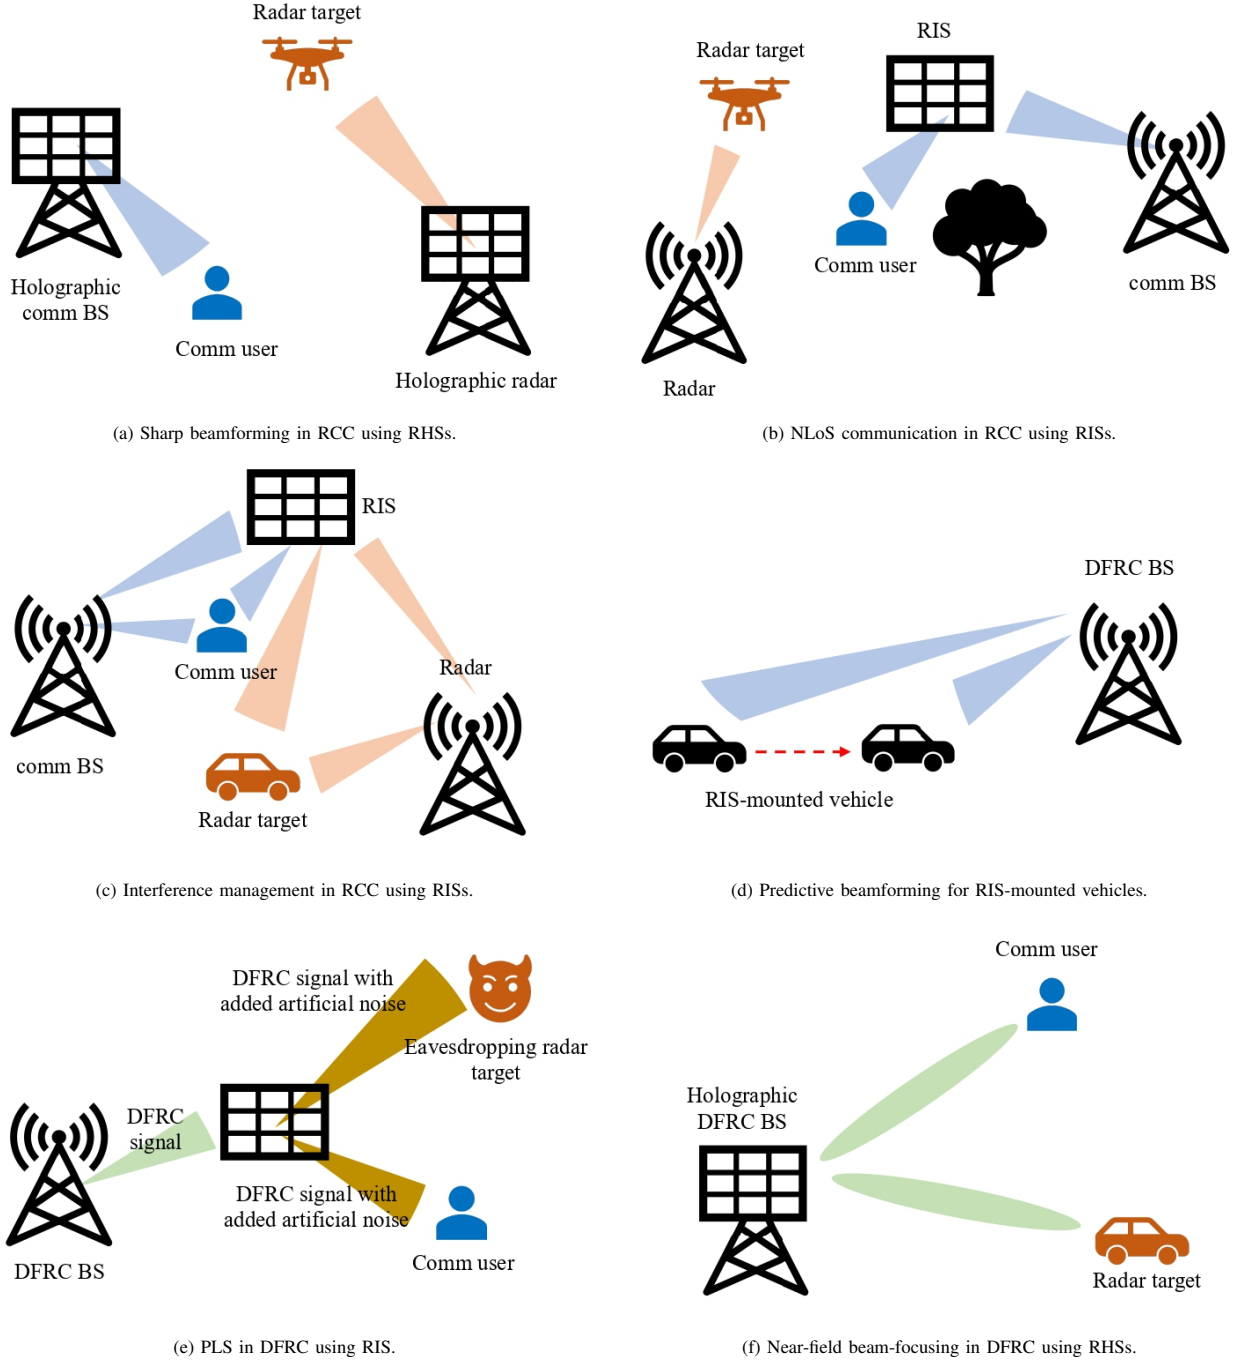 Radar target
Holographic
comm BS
Comm user
Holographic radar
(a) Sharp beamforming in RCC using RHSs.
RIS
Radar target
Comm user
comm BS
Radar
(b) NLoS communication in RCC using RISs.
RIS
Comm user
Radar
comm BS
Radar target
(c) Interference management in RCC using RISs.
DFRC BS
RIS-mounted vehicle
(d) Predictive beamforming for RIS-mounted vehicles.
DFRC signal with
added artificial noise
Eavesdropping radar
target
DFRC
signal
DFRC signal with
added artificial noise
Comm user
DFRC BS
(e) PLS in DFRC using RIS.
Comm user
Holographic
DFRC BS
Radar target
(f) Near-field beam-focusing in DFRC using RHSs.